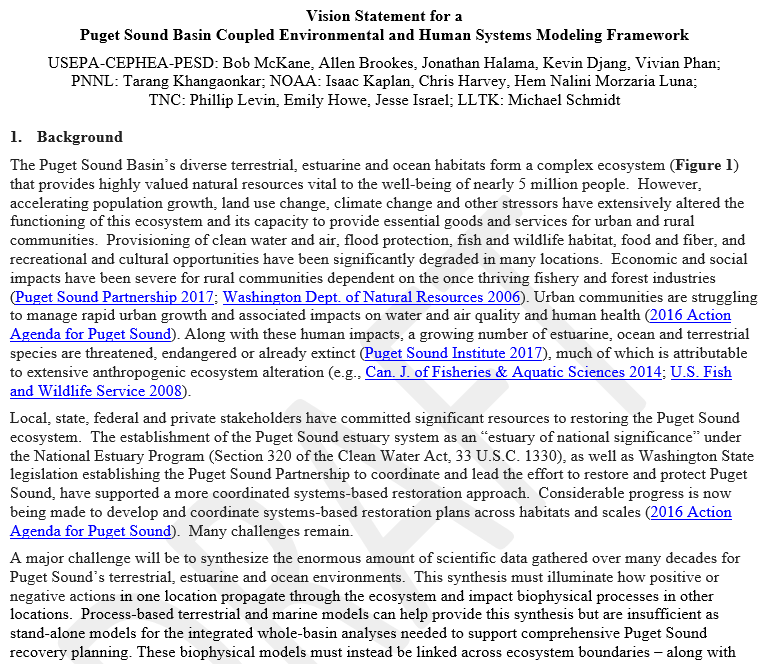 Vision Statement for a
Puget Sound Basin Coupled Environmental and Human Systems Modeling Framework
USEPA-CEPHEA-PESD: Bob McKane, Allen Brookes, Jonathan Halama, Kevin Djang, Vivian Phan;
PNNL: Tarang Khangaonkar; NOAA: Isaac Kaplan, Chris Harvey, Hem Nalini Morzaria Luna;
TNC: Phillip Levin, Emily Howe, Jesse Israel; LLTK: Michael Schmidt
1. Background
The Puget Sound Basin's diverse terrestrial, estuarine and ocean habitats form a complex ecosystem (Figure 1)
that provides highly valued natural resources vital to the well-being of nearly 5 million people. However,
accelerating population growth, land use change, climate change and other stressors have extensively altered the
functioning of this ecosystem and its capacity to provide essential goods and services for urban and rural
communities. Provisioning of clean water and air, flood protection, fish and wildlife habitat, food and fiber, and
recreational and cultural opportunities have been significantly degraded in many locations. Economic and social
impacts have been severe for rural communities dependent on the once thriving fishery and forest industries
(Puget Sound Partnership 2017; Washington Dept. of Natural Resources 2006). Urban communities are struggling
to manage rapid urban growth and associated impacts on water and air quality and human health (2016 Action
Agenda for Puget Sound). Along with these human impacts, a growing number of estuarine, ocean and terrestrial
species are threatened, endangered or already extinct (Puget Sound Institute 2017), much of which is attributable
to extensive anthropogenic ecosystem alteration (e.g., Can. J. of Fisheries & Aquatic Sciences 2014; U.S. Fish
and Wildlife Service 2008).
Local, state, federal and private stakeholders have committed significant resources to restoring the Puget Sound
ecosystem. The establishment of the Puget Sound estuary system as an “estuary of national significance” under
the National Estuary Program (Section 320 of the Clean Water Act, 33 U.S.C. 1330), as well as Washington State
legislation establishing the Puget Sound Partnership to coordinate and lead the effort to restore and protect Puget
Sound, have supported a more coordinated systems-based restoration approach. Considerable progress is now
being made to develop and coordinate systems-based restoration plans across habitats and scales (2016 Action
Agenda for Puget Sound). Many challenges remain.
A major challenge will be to synthesize the enormous amount of scientific data gathered over many decades for
Puget Sound's terrestrial, estuarine and ocean environments. This synthesis must illuminate how positive or
negative actions in one location propagate through the ecosystem and impact biophysical processes in other
locations. Process-based terrestrial and marine models can help provide this synthesis but are insufficient as
stand-alone models for the integrated whole-basin analyses needed to support comprehensive Puget Sound
recovery planning. These biophysical models must instead be linked across ecosystem boundaries – along with
DRAFT